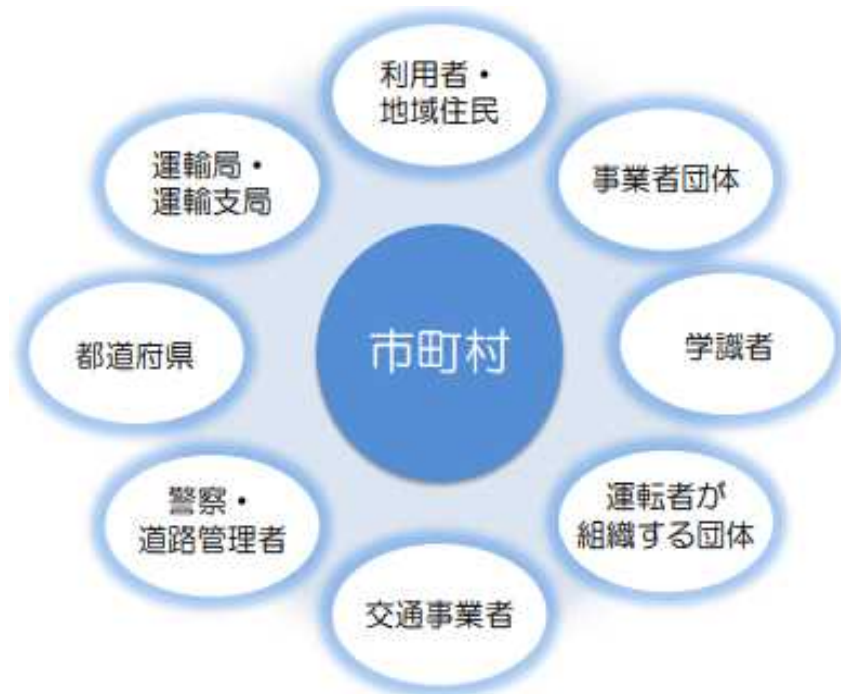 利用者・
地域住民
運輸局・
運輸支局
事業者団体
都道府県
市町村
学識者
警察・
道路管理者
運転者が
組織する団体
交通事業者